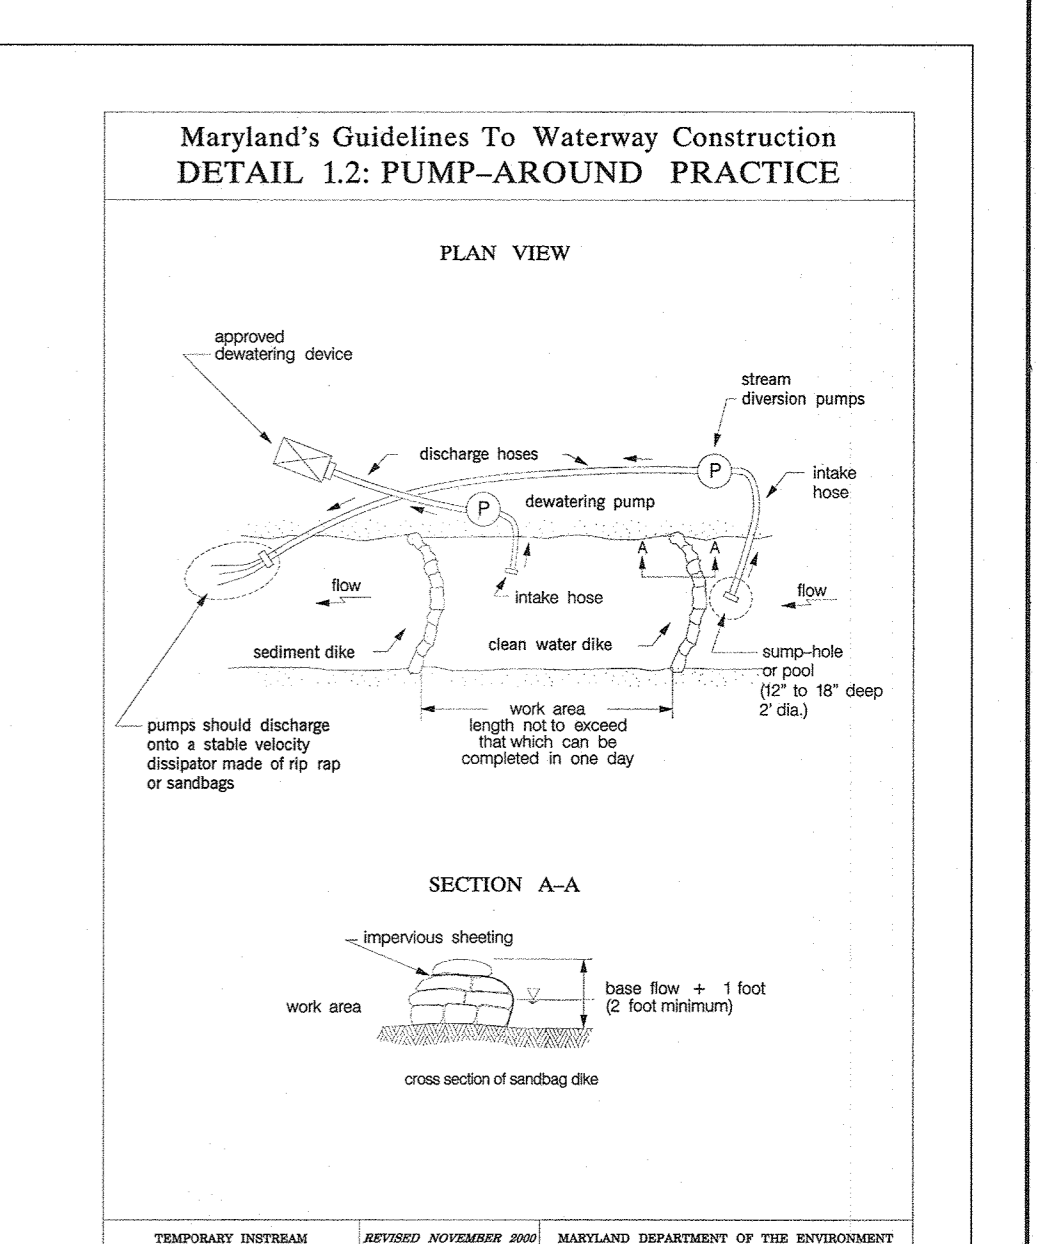 Maryland's Guidelines To Waterway Construction
DETAIL 1.2: PUMP-AROUND PRACTICE
PLAN VIEW
approved
dewatering device
stream
diversion pumps
discharge hoses
P
intake
hose
P
dewatering pump
A
A
flow
intake hose
flow
sediment dike
clean water dike
sump-hole
or pool
(12" to 18" deep
2' dia.)
work area
length not to exceed
that which can be
completed in one day
pumps should discharge
onto a stable velocity
dissipator made of rip rap
or sandbags
SECTION A-A
impervious sheeting
work area
base flow + 1 foot
(2 foot minimum)
cross section of sandbag dike
TEMPORARY INSTREAM
REVISED NOVEMBER 2000
MARYLAND DEPARTMENT OF THE ENVIRONMENT